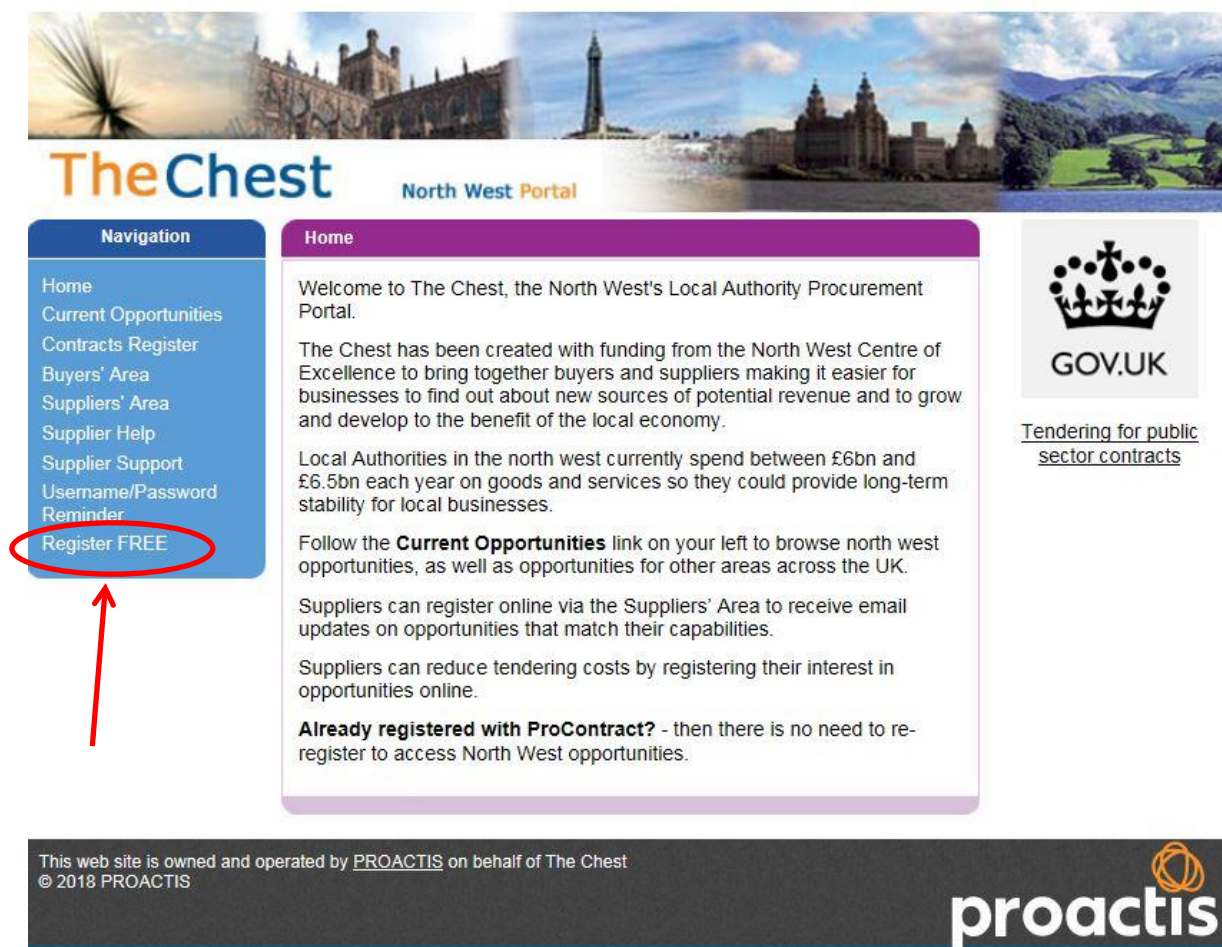 TheChest
North West Portal
Navigation
Home
Current Opportunities
Contracts Register
Buyers' Area
Suppliers' Area
Supplier Help
Supplier Support
Username/Password
Reminder
Register FREE
Home
Welcome to The Chest, the North West's Local Authority Procurement
Portal.
The Chest has been created with funding from the North West Centre of
Excellence to bring together buyers and suppliers making it easier for
businesses to find out about new sources of potential revenue and to grow
and develop to the benefit of the local economy.
Local Authorities in the north west currently spend between £6bn and
£6.5bn each year on goods and services so they could provide long-term
stability for local businesses.
Follow the Current Opportunities link on your left to browse north west
opportunities, as well as opportunities for other areas across the UK.
Suppliers can register online via the Suppliers’ Area to receive email
updates on opportunities that match their capabilities.
Suppliers can reduce tendering costs by registering their interest in
opportunities online.
Already registered with ProContract? - then there is no need to re-
register to access North West opportunities.
GOV.UK
Tendering for public
sector contracts
This web site is owned and operated by PROACTIS on behalf of The Chest
© 2018 PROACTIS
proactis